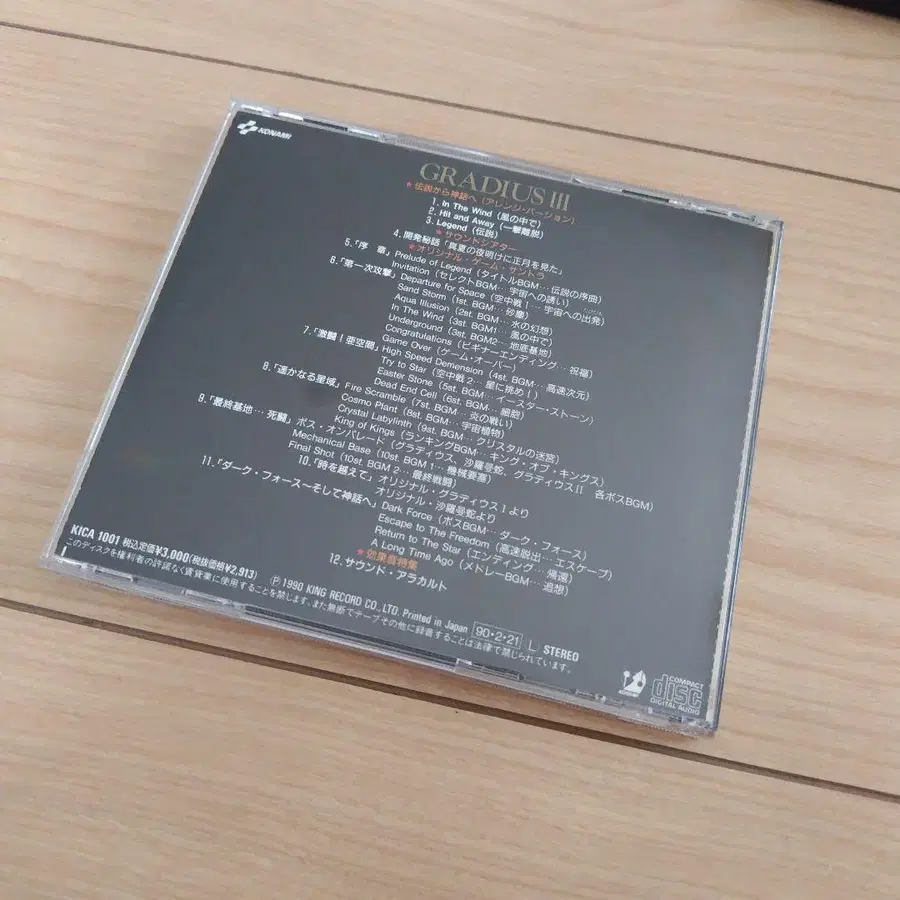 KONAMI
GRADIUS III
★伝説から神話へ(アレンジ・バージョン)
1. In The Wind(風の中で)
2. Hit and Away(一撃離脱)
3. Legend(伝説)
★サウンドシアター
4. 開発秘話「真夏の夜明けに正月を見た」
★オリジナル・ゲーム・サントラ
5.「序 章」Prelude of Legend(タイトルBGM… 伝説の序曲)
Invitation(セレクトBGM… 宇宙への誘い)
6.「第一次攻撃」Departure for Space(空中戦1… 宇宙への出発)
Sand Storm(1st. BGM… 砂塵)
Aqua Illusion(2st. BGM… 水の幻想)
In The Wind(3st. BGM1… 風の中で)
Underground(3st. BGM2… 地底基地)
Congratulations(ビギナーエンディング… 祝福)
Game Over(ゲーム・オーバー)
7.「激闘!亜空間」High Speed Demension(4st. BGM… 高速次元)
Try to Star(空中戦2… 星に挑め!)
Easter Stone(5st. BGM… イースター・ストーン)
Dead End Cell(6st. BGM… 細胞)
8.「遥かなる星域」Fire Scramble(7st. BGM… 炎の戦い)
Cosmo Plant(8st. BGM… 宇宙植物)
Crystal Labylinth(9st. BGM… クリスタルの迷宮)
King of Kings(ランキングBGM… キング・オブ・キングス)
9.「最終基地… 死闘」ボス・オンパレード(グラディウス、沙羅曼蛇、グラディウスII 各ボスBGM)
Mechanical Base(10st. BGM 1… 機械要塞)
Final Shot(10st. BGM 2… 最終戦闘)
10.「時を越えて」オリジナル・グラディウスIより
オリジナル・沙羅曼蛇より
11.「ダーク・フォース〜そして神話へ」Dark Force(ボスBGM… ダーク・フォース)
Escape to The Freedom(高速脱出… エスケープ)
Return to The Star(エンディング… 帰還)
A Long Time Ago(メドレーBGM… 追想)
★効果音特集
12. サウンド・アラカルト
KICA 1001 税込定価¥3,000(税抜価格¥2,913)
このディスクを権利者の許諾なく賃貸業に使用することを禁じます。また無断でテープその他に録音することは法律で禁じられています。
Ⓟ 1990 KING RECORD CO., LTD. Printed in Japan 90・2・21 L STEREO
COMPACT
disc
DIGITAL AUDIO